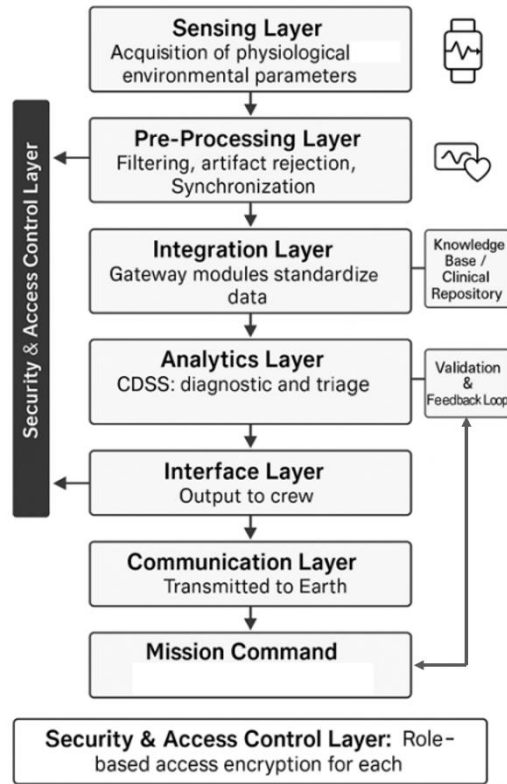 Sensing Layer
Acquisition of physiological
environmental parameters
Security & Access Control Layer
Pre-Processing Layer
Filtering, artifact rejection,
Synchronization
Integration Layer
Gateway modules standardize
data
Knowledge
Base /
Clinical
Repository
Analytics Layer
CDSS: diagnostic and triage
Validation
&
Feedback Loop
Interface Layer
Output to crew
Communication Layer
Transmitted to Earth
Mission Command
Security & Access Control Layer: Role-
based access encryption for each